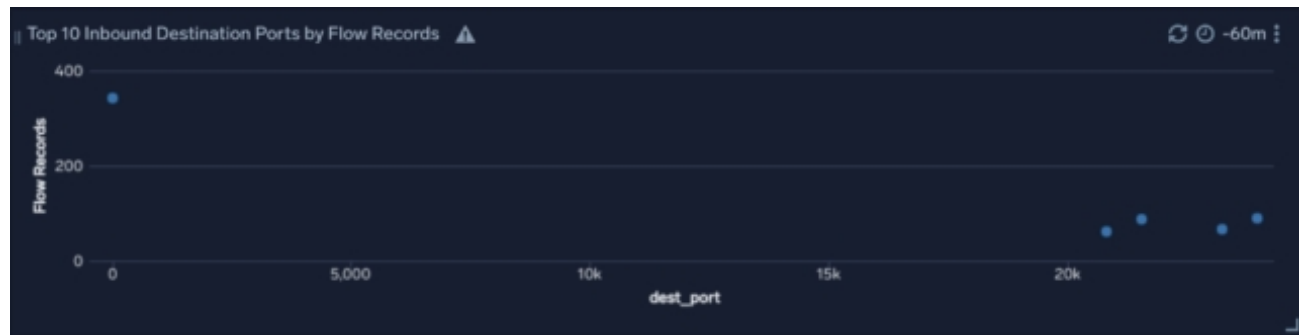 Top 10 Inbound Destination Ports by Flow Records
-60m
400
200
0
Flow Records
0 5,000 10k 15k 20k
dest_port